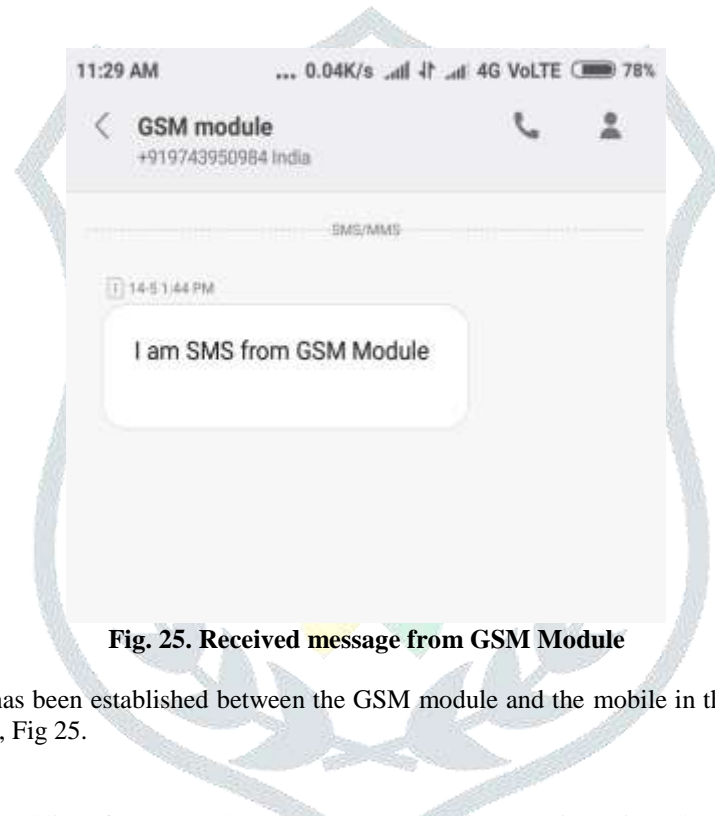 11:29 AM ... 0.04K/s 4G VoLTE 78%
GSM module
+919743950984 India
SMS/MMS
14-5 1:44 PM
I am SMS from GSM Module
Fig. 25. Received message from GSM Module
has been established between the GSM module and the mobile in th
, Fig 25.